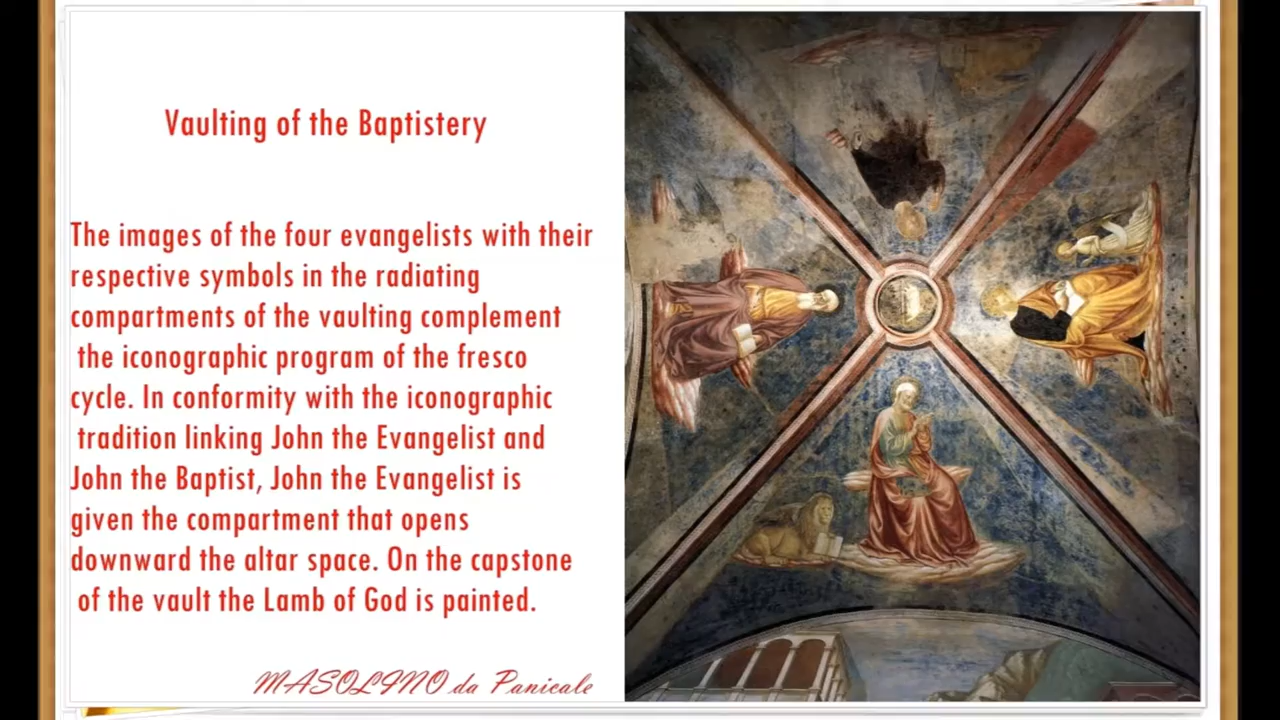 Vaulting of the Baptistery
The images of the four evangelists with their
respective symbols in the radiating
compartments of the vaulting complement
the iconographic program of the fresco
cycle. In conformity with the iconographic
tradition linking John the Evangelist and
John the Baptist, John the Evangelist is
given the compartment that opens
downward the altar space. On the capstone
of the vault the Lamb of God is painted.
MASOLINO da Panicale